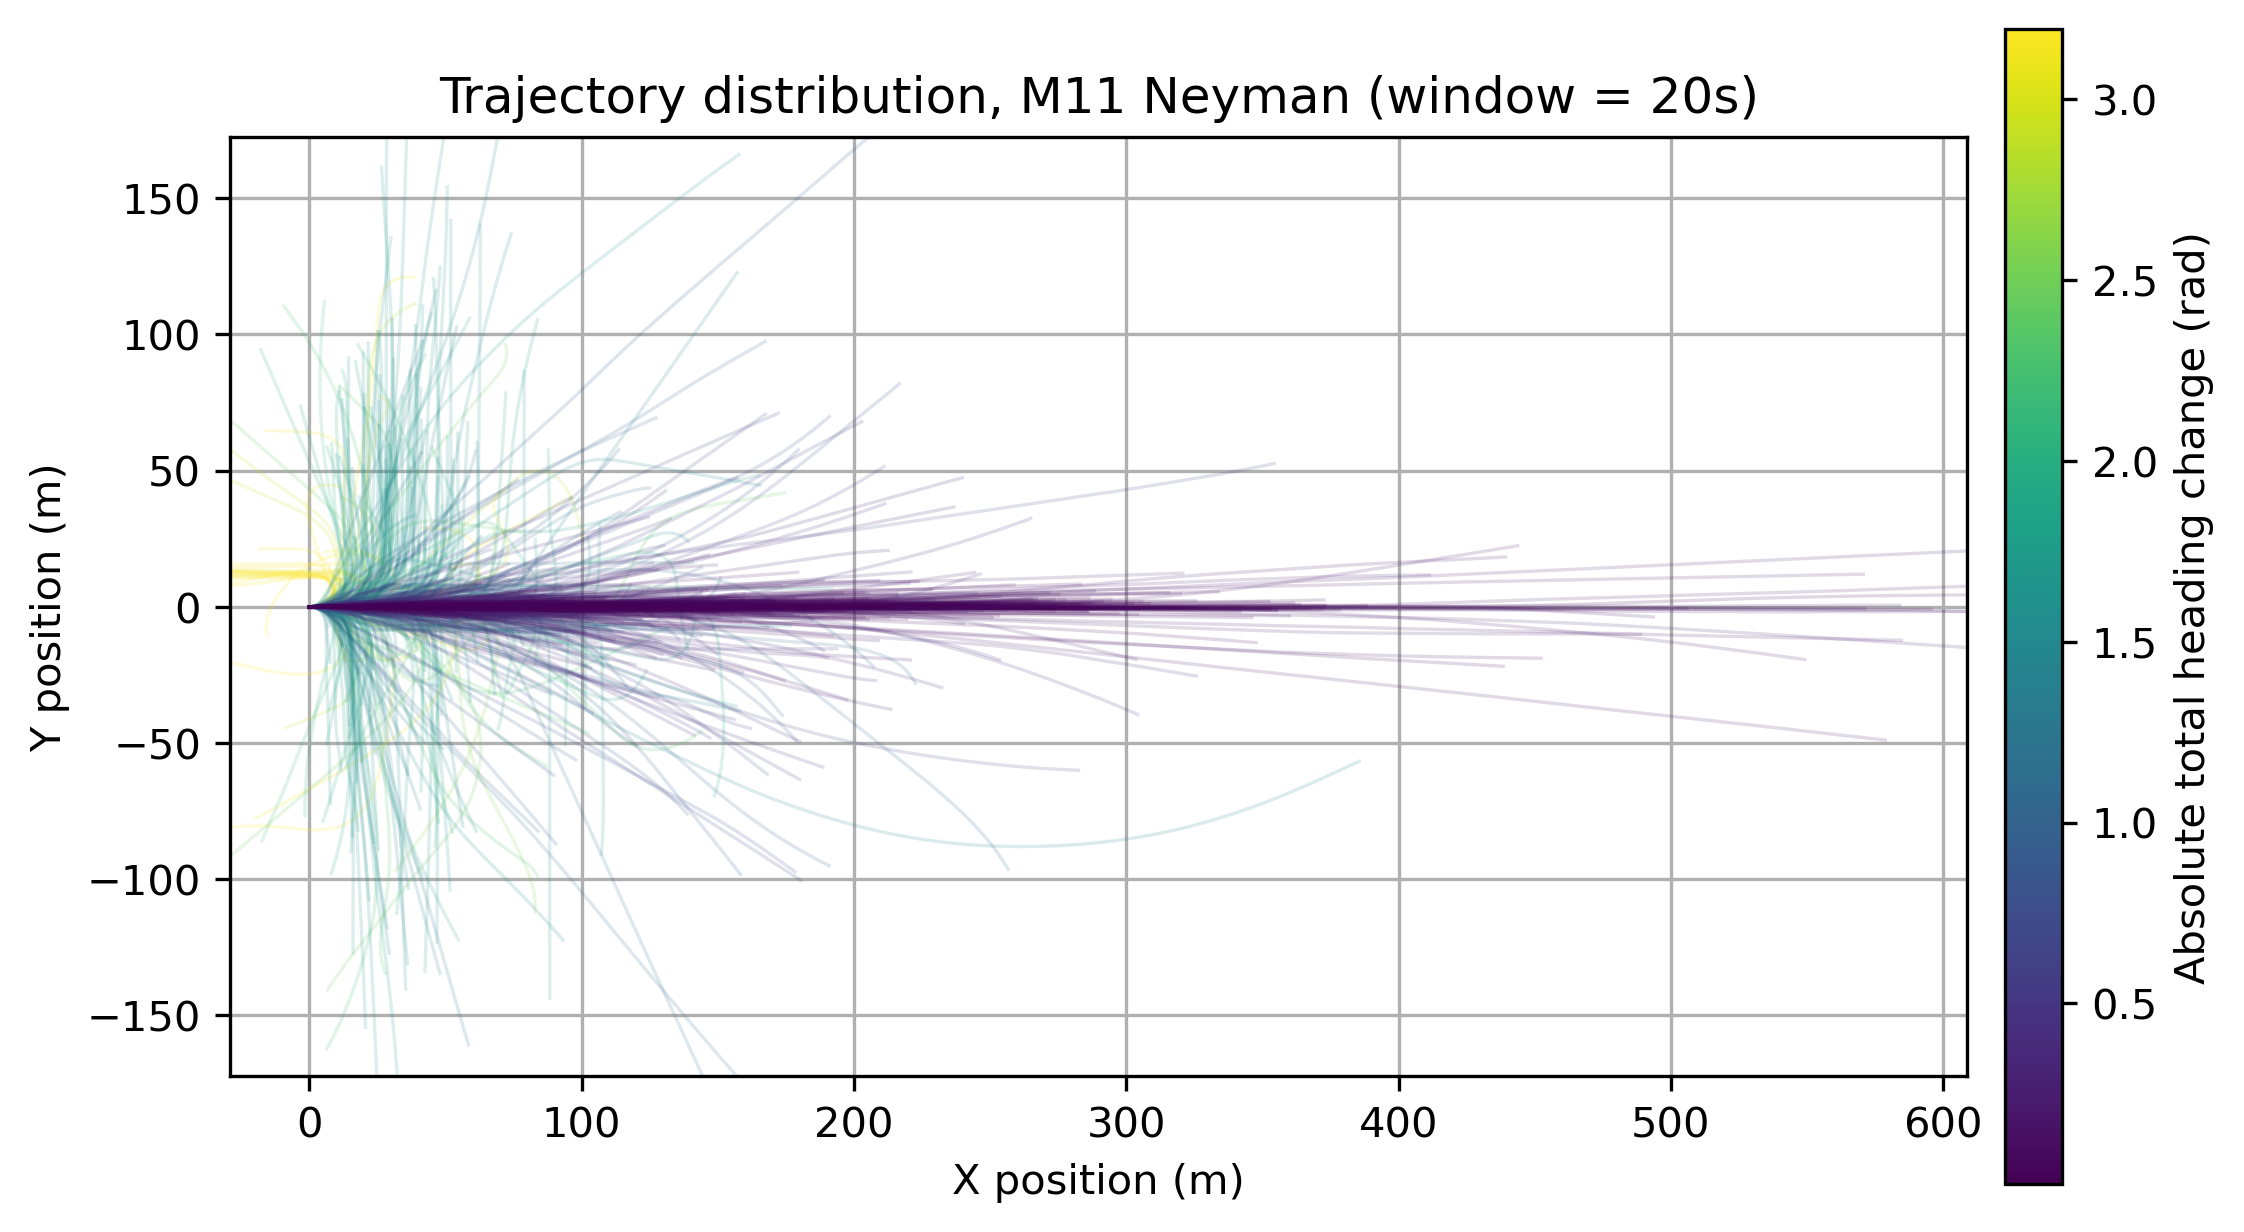 Trajectory distribution, M11 Neyman (window = 20s)
Y position (m)
150
100
50
0
−50
−100
−150
0 100 200 300 400 500 600
X position (m)
3.0
2.5
2.0
1.5
1.0
0.5
Absolute total heading change (rad)